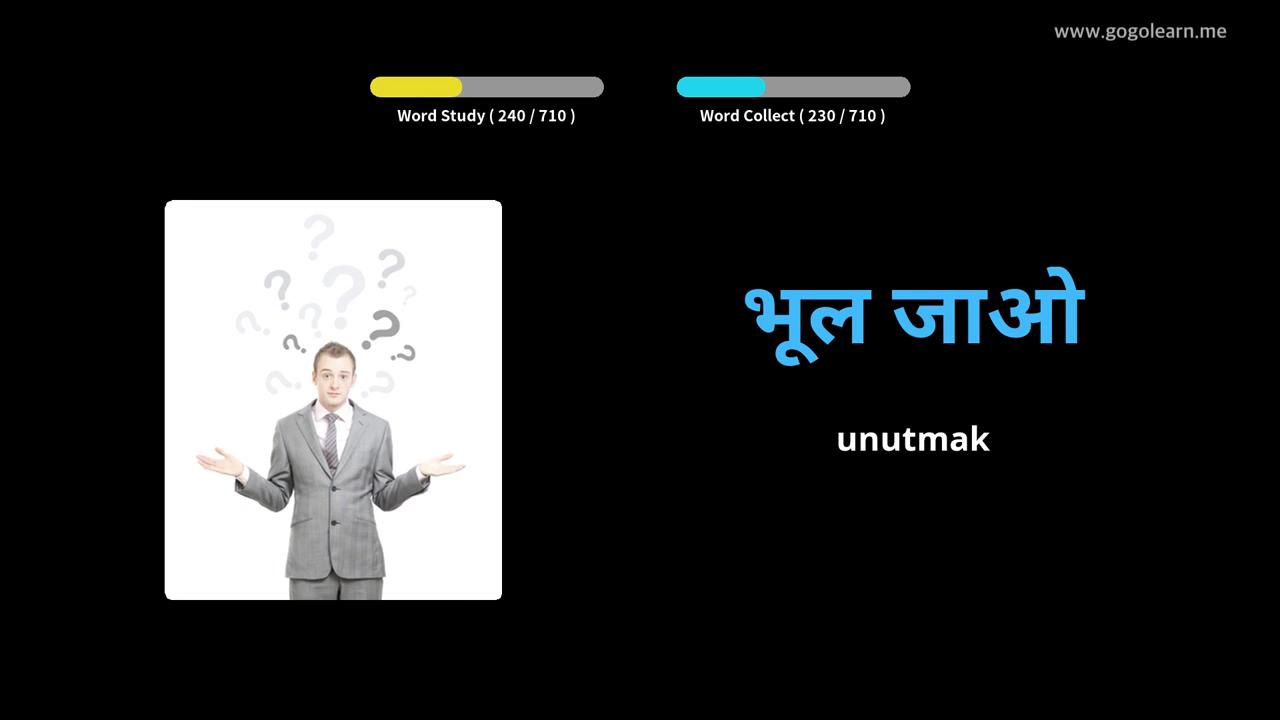 www.gogolearn.me
Word Study ( 240 / 710 )
Word Collect ( 230 / 710 )
भूल जाओ
unutmak